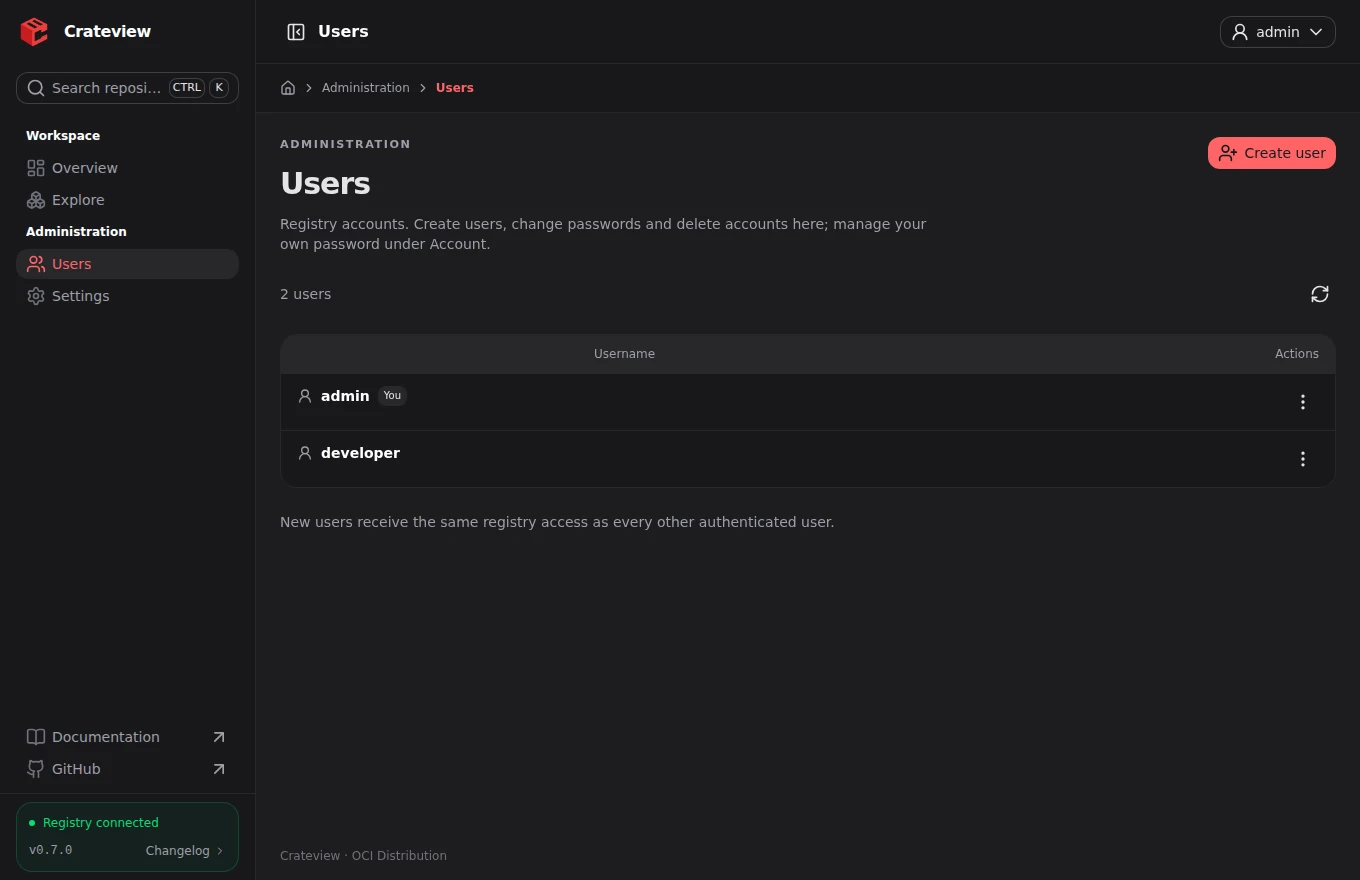 Crateview
Users
admin
Search reposi… CTRL K
Administration
Users
Workspace
Overview
Explore
Administration
Users
Settings
ADMINISTRATION
Create user
Users
Registry accounts. Create users, change passwords and delete accounts here; manage your
own password under Account.
2 users
Username
Actions
admin You
developer
New users receive the same registry access as every other authenticated user.
Documentation
GitHub
Registry connected
v0.7.0
Changelog
Crateview · OCI Distribution